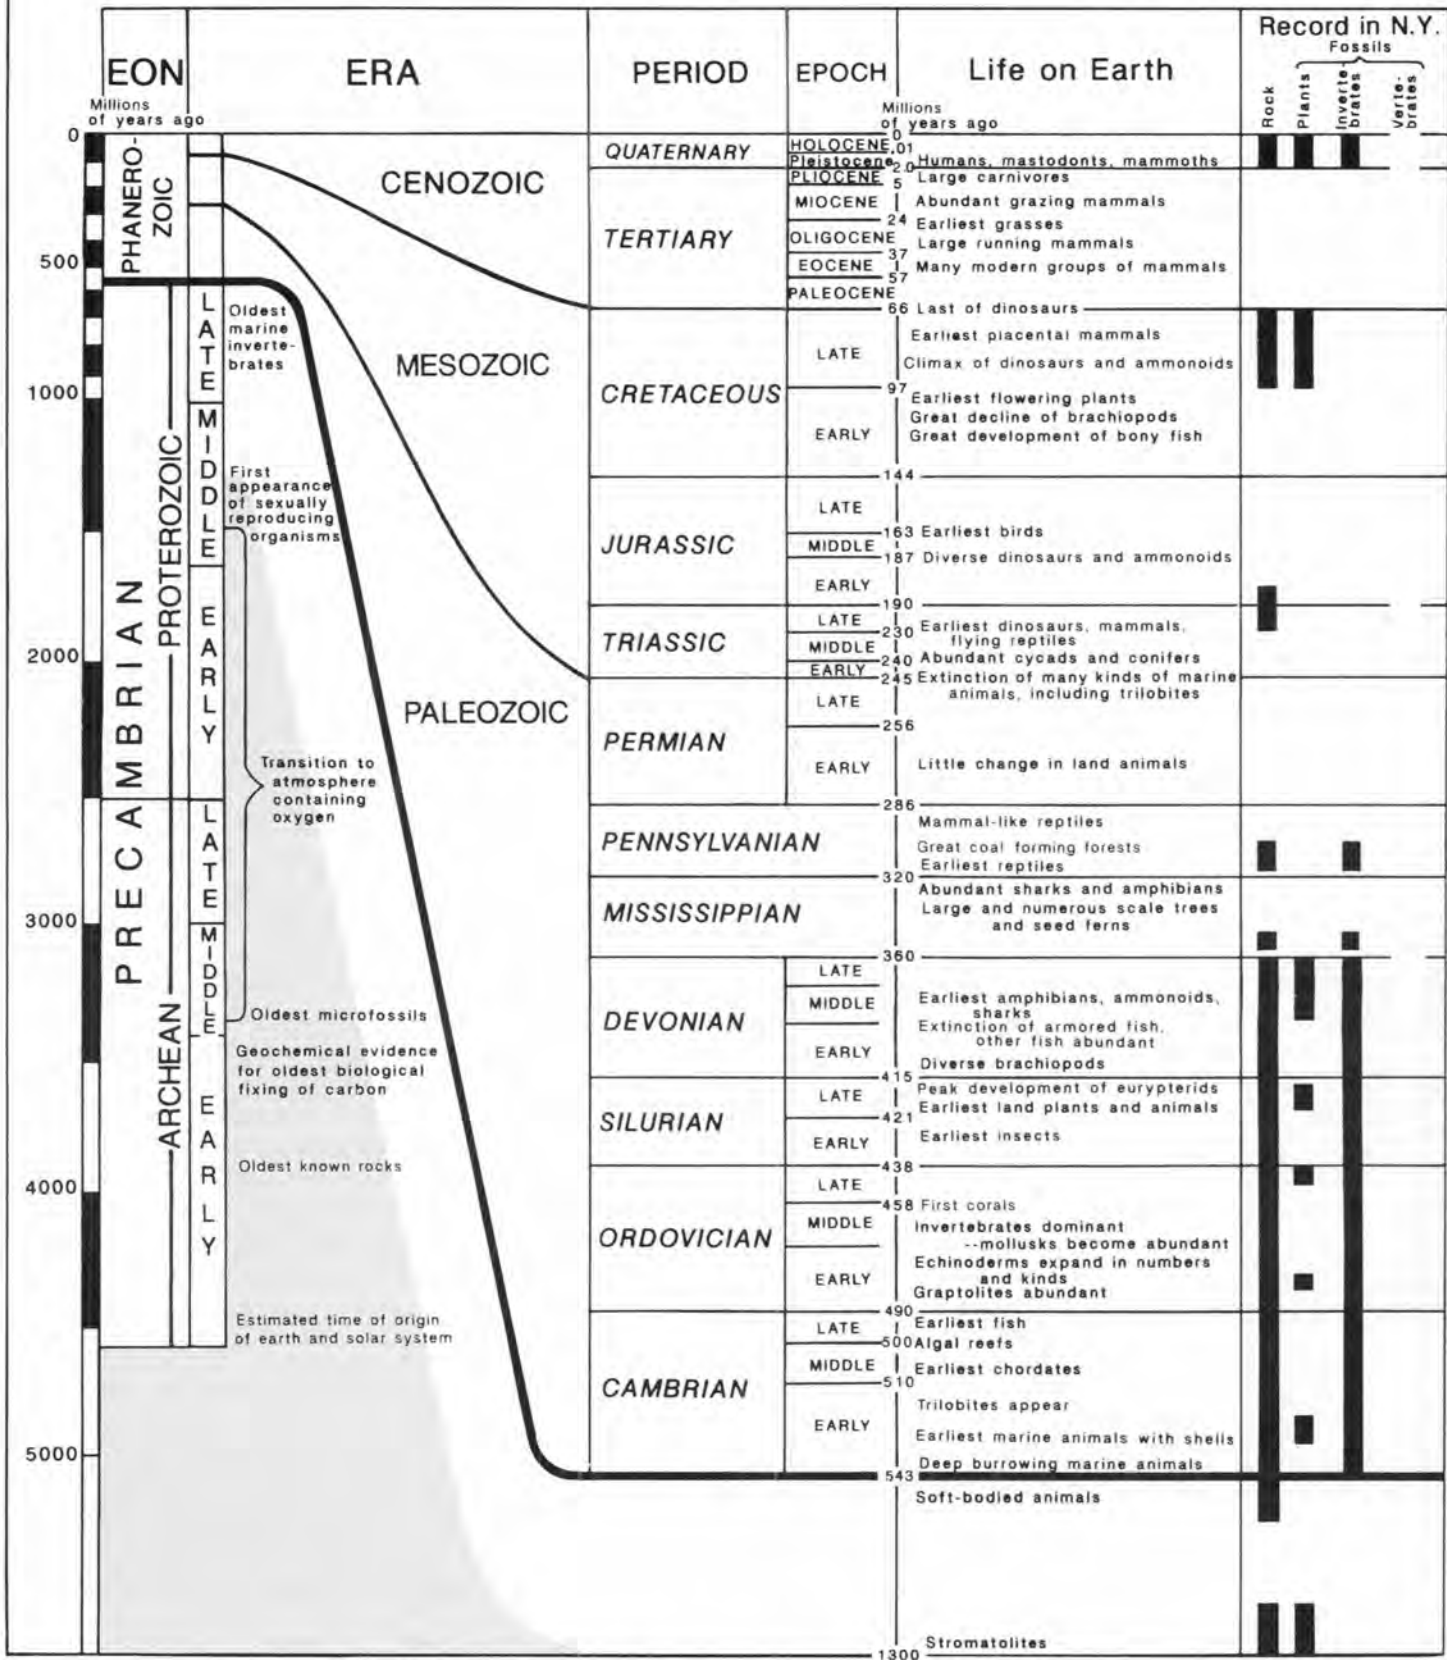 Record in N.Y.
Fossils
EON
ERA
PERIOD
EPOCH
Life on Earth
Rock
Plants
Inverte-
brates
Verte-
brates
Millions
of years ago
0
500
1000
2000
3000
4000
5000
PHANERO-
ZOIC
PRECAMBRIAN
PROTEROZOIC
ARCHEAN
LATE
MIDDLE
EARLY
LATE
MIDDLE
EARLY
Oldest
marine
inverte-
brates
First
appearance
of sexually
reproducing
organisms
Transition to
atmosphere
containing
oxygen
Oldest microfossils
Geochemical evidence
for oldest biological
fixing of carbon
Oldest known rocks
Estimated time of origin
of earth and solar system
CENOZOIC
MESOZOIC
PALEOZOIC
Millions
of years ago
0
QUATERNARY
HOLOCENE
.01
Pleistocene
Humans, mastodonts, mammoths
2.0
TERTIARY
PLIOCENE
Large carnivores
5
MIOCENE
Abundant grazing mammals
24
Earliest grasses
OLIGOCENE
Large running mammals
37
EOCENE
Many modern groups of mammals
57
PALEOCENE
66 Last of dinosaurs
CRETACEOUS
LATE
Earliest placental mammals
Climax of dinosaurs and ammonoids
97
Earliest flowering plants
Great decline of brachiopods
EARLY
Great development of bony fish
144
JURASSIC
LATE
163 Earliest birds
MIDDLE
187 Diverse dinosaurs and ammonoids
EARLY
190
TRIASSIC
LATE
Earliest dinosaurs, mammals,
flying reptiles
230
MIDDLE
240 Abundant cycads and conifers
EARLY
245 Extinction of many kinds of marine
animals, including trilobites
PERMIAN
LATE
256
EARLY
Little change in land animals
286
PENNSYLVANIAN
Mammal-like reptiles
Great coal forming forests
Earliest reptiles
320
MISSISSIPPIAN
Abundant sharks and amphibians
Large and numerous scale trees
and seed ferns
360
DEVONIAN
LATE
MIDDLE
Earliest amphibians, ammonoids,
sharks
Extinction of armored fish,
other fish abundant
EARLY
Diverse brachiopods
415
SILURIAN
LATE
Peak development of eurypterids
Earliest land plants and animals
421
EARLY
Earliest insects
438
ORDOVICIAN
LATE
458 First corals
MIDDLE
Invertebrates dominant
--mollusks become abundant
EARLY
Echinoderms expand in numbers
and kinds
Graptolites abundant
490
CAMBRIAN
LATE
Earliest fish
500 Algal reefs
MIDDLE
Earliest chordates
510
EARLY
Trilobites appear
Earliest marine animals with shells
Deep burrowing marine animals
543
Soft-bodied animals
Stromatolites
1300